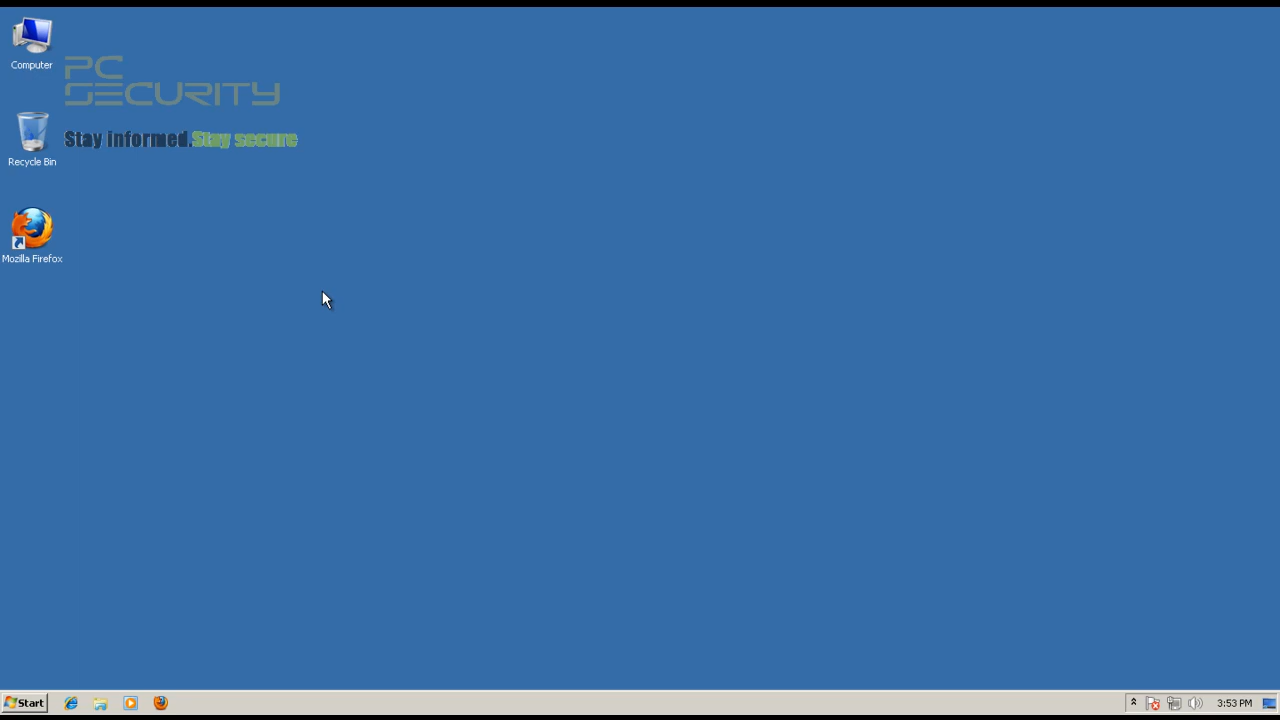 Computer
PC
SECURITY
Stay informed.Stay secure
Recycle Bin
Mozilla Firefox
Start
3:53 PM